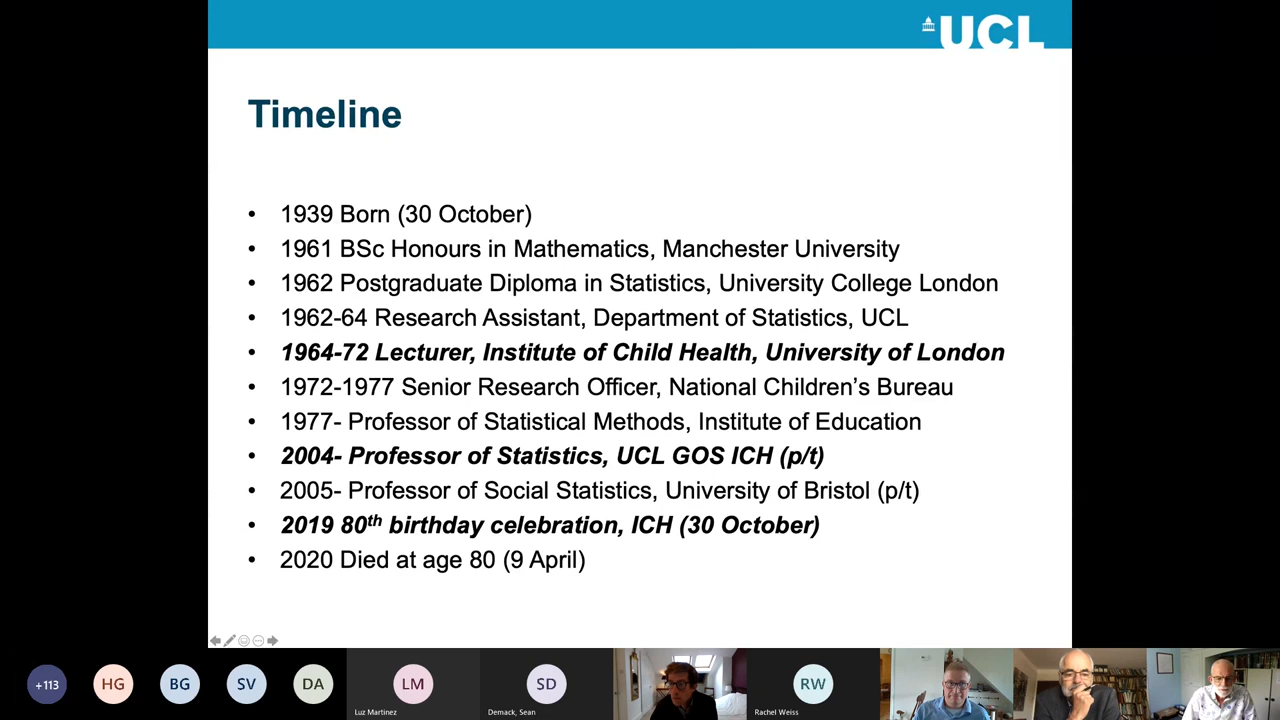 UCL
Timeline
• 1939 Born (30 October)
• 1961 BSc Honours in Mathematics, Manchester University
• 1962 Postgraduate Diploma in Statistics, University College London
• 1962-64 Research Assistant, Department of Statistics, UCL
• 1964-72 Lecturer, Institute of Child Health, University of London
• 1972-1977 Senior Research Officer, National Children’s Bureau
• 1977- Professor of Statistical Methods, Institute of Education
• 2004- Professor of Statistics, UCL GOS ICH (p/t)
• 2005- Professor of Social Statistics, University of Bristol (p/t)
• 2019 80th birthday celebration, ICH (30 October)
• 2020 Died at age 80 (9 April)
+113 HG BG SV DA LM SD RW
Luz Martinez Demack, Sean Rachel Weiss